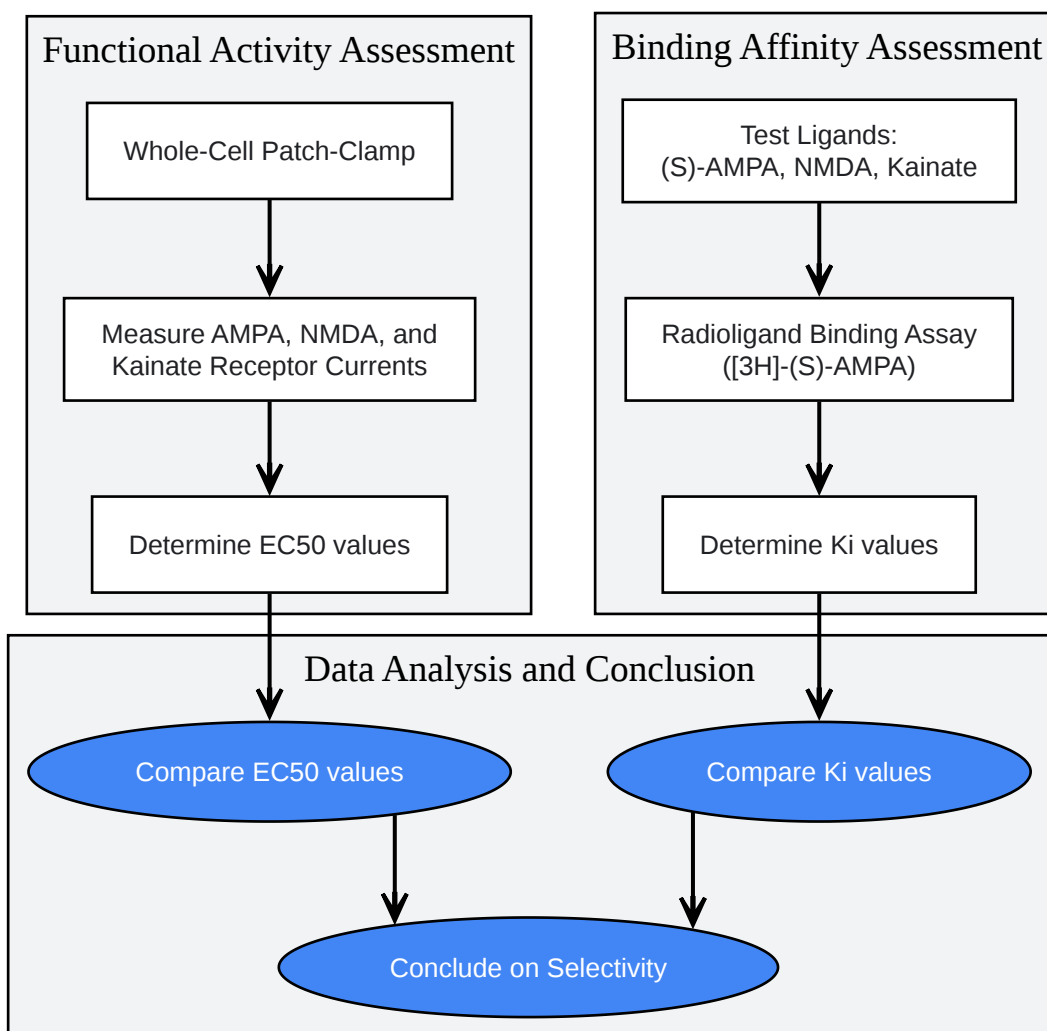 Functional Activity Assessment
Whole-Cell Patch-Clamp
Measure AMPA, NMDA, and
Kainate Receptor Currents
Determine EC50 values
Binding Affinity Assessment
Test Ligands:
(S)-AMPA, NMDA, Kainate
Radioligand Binding Assay
([3H]-(S)-AMPA)
Determine Ki values
Data Analysis and Conclusion
Compare EC50 values
Compare Ki values
Conclude on Selectivity